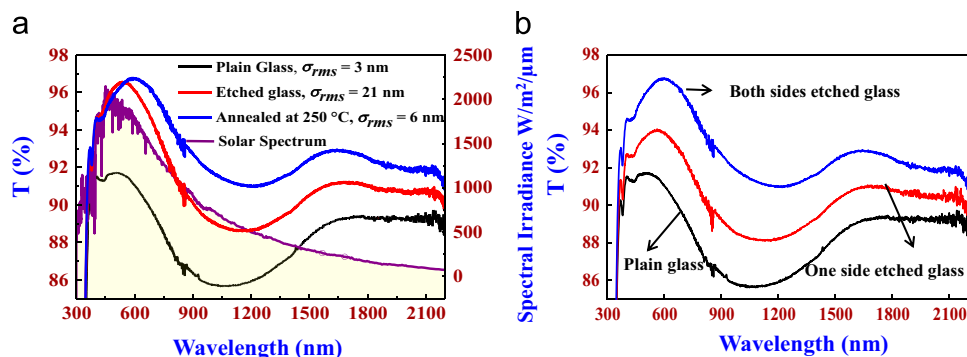 a
98
96
94
92
90
88
86
T (%)
300
600
900
1200
1500
1800
2100
Wavelength (nm)
2500
2000
1500
1000
500
0
Spectral Irradiance W/m²/µm
Plain Glass, σrms = 3 nm
Etched glass, σrms = 21 nm
Annealed at 250 °C, σrms = 6 nm
Solar Spectrum
b
98
96
94
92
90
88
86
T (%)
300
600
900
1200
1500
1800
2100
Wavelength (nm)
Both sides etched glass
Plain glass
One side etched glass